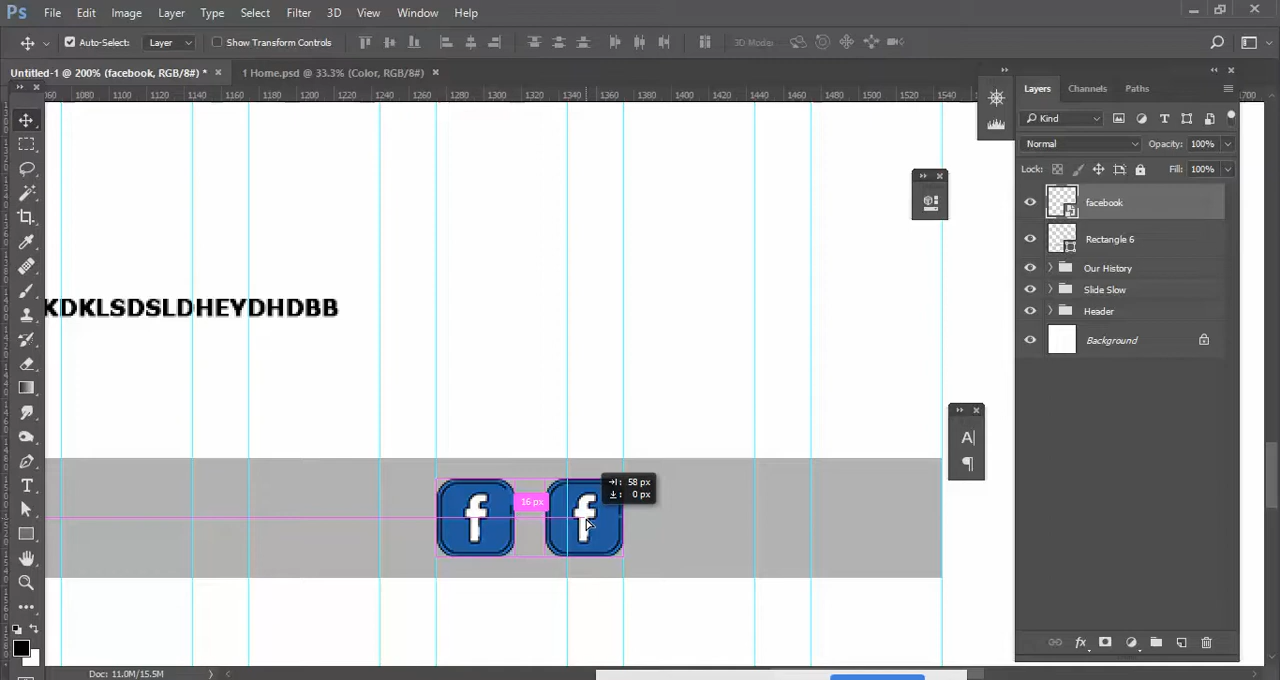 Ps File Edit Image Layer Type Select Filter 3D View Window Help
Auto-Select: Layer Show Transform Controls 3D Mode:
Untitled-1 @ 200% (facebook, RGB/8#) * × 1 Home.psd @ 33.3% (Color, RGB/8#) ×
1080 1100 1120 1140 1160 1180 1200 1220 1240 1260 1280 1300 1320 1340 1360 1380 1400 1420 1440 1460 1480 1500 1520 1540 1700
Layers Channels Paths
Kind
Normal Opacity: 100%
Lock: Fill: 100%
facebook
Rectangle 6
Our History
Slide Slow
Header
Background
KDKLSDSLDHEYDHDBB
58 px
0 px
16 px
f f
A|
¶
T
Doc: 11.0M/15.5M
fx